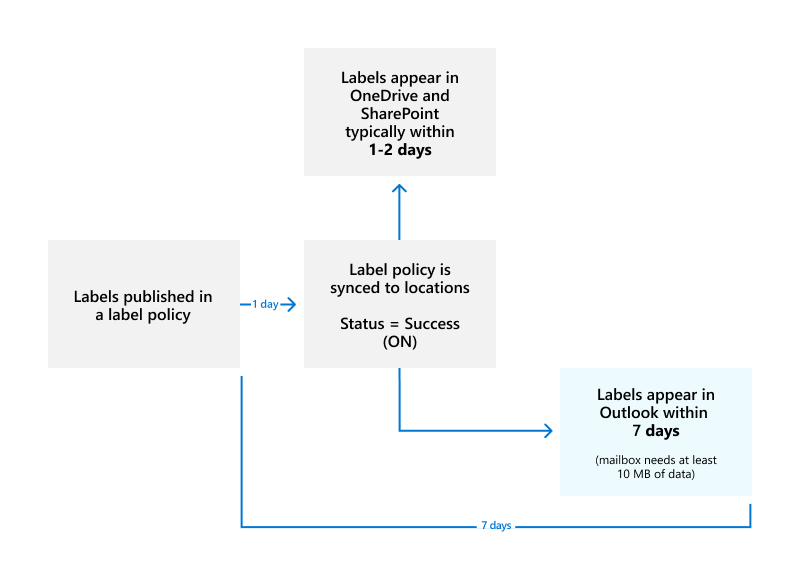 Labels appear in
OneDrive and
SharePoint
typically within
1-2 days
Labels published in
a label policy
1 day
Label policy is
synced to locations
Status = Success
(ON)
Labels appear in
Outlook within
7 days
(mailbox needs at least
10 MB of data)
7 days